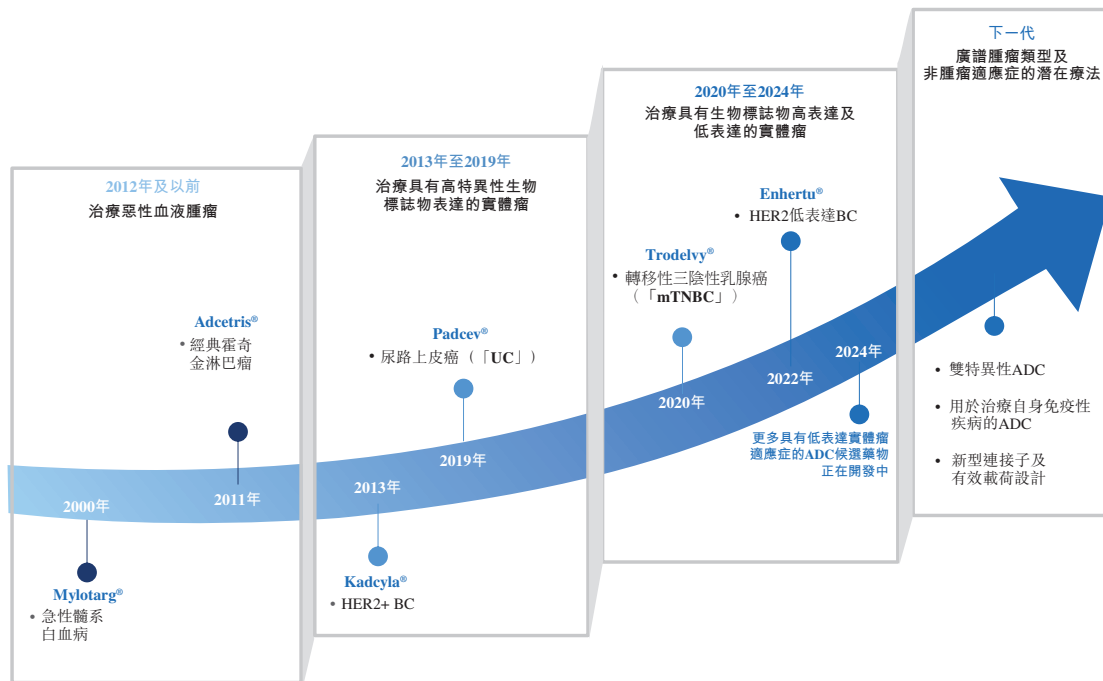 2012年及以前
治療惡性血液腫瘤
Adcetris®
• 經典霍奇
金淋巴瘤
2000年
2011年
Mylotarg®
• 急性髓系
白血病
2013年至2019年
治療具有高特異性生物
標誌物表達的實體瘤
Padcev®
• 尿路上皮癌（「UC」）
2013年
2019年
Kadcyla®
• HER2+ BC
2020年至2024年
治療具有生物標誌物高表達及
低表達的實體瘤
Enhertu®
• HER2低表達BC
Trodelvy®
• 轉移性三陰性乳腺癌
（「mTNBC」）
2020年
2022年
2024年
更多具有低表達實體瘤
適應症的ADC候選藥物
正在開發中
下一代
廣譜腫瘤類型及
非腫瘤適應症的潛在療法
• 雙特異性ADC
• 用於治療自身免疫性
疾病的ADC
• 新型連接子及
有效載荷設計